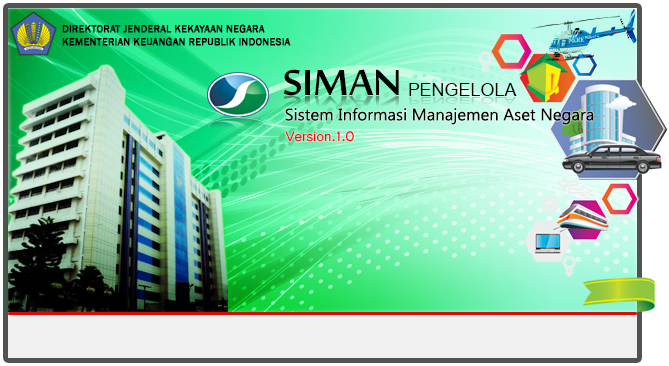 DIREKTORAT JENDERAL KEKAYAAN NEGARA
KEMENTERIAN KEUANGAN REPUBLIK INDONESIA
SIMAN PENGELOLA
Sistem Informasi Manajemen Aset Negara
Version.1.0